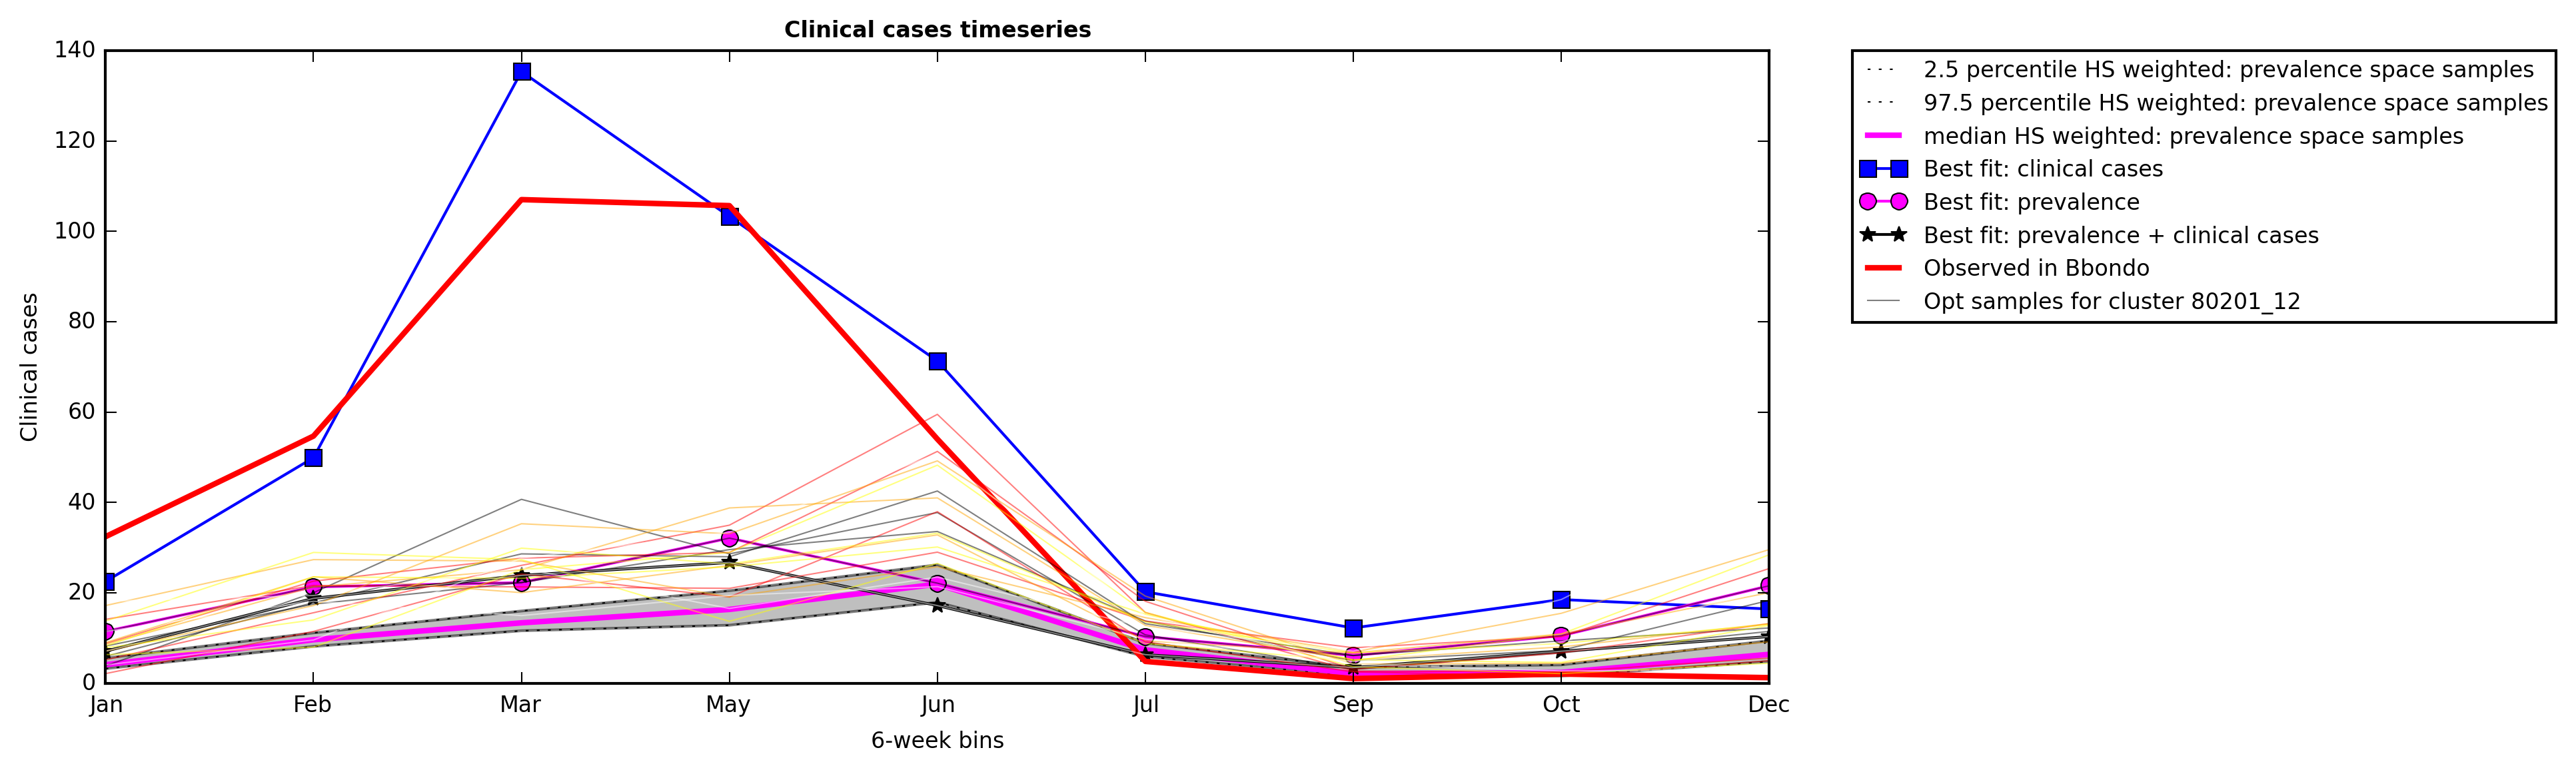 Clinical cases timeseries
140
120
100
80
60
40
20
0
Clinical cases
Jan Feb Mar May Jun Jul Sep Oct Dec
6-week bins
2.5 percentile HS weighted: prevalence space samples
97.5 percentile HS weighted: prevalence space samples
median HS weighted: prevalence space samples
Best fit: clinical cases
Best fit: prevalence
Best fit: prevalence + clinical cases
Observed in Bbondo
Opt samples for cluster 80201_12